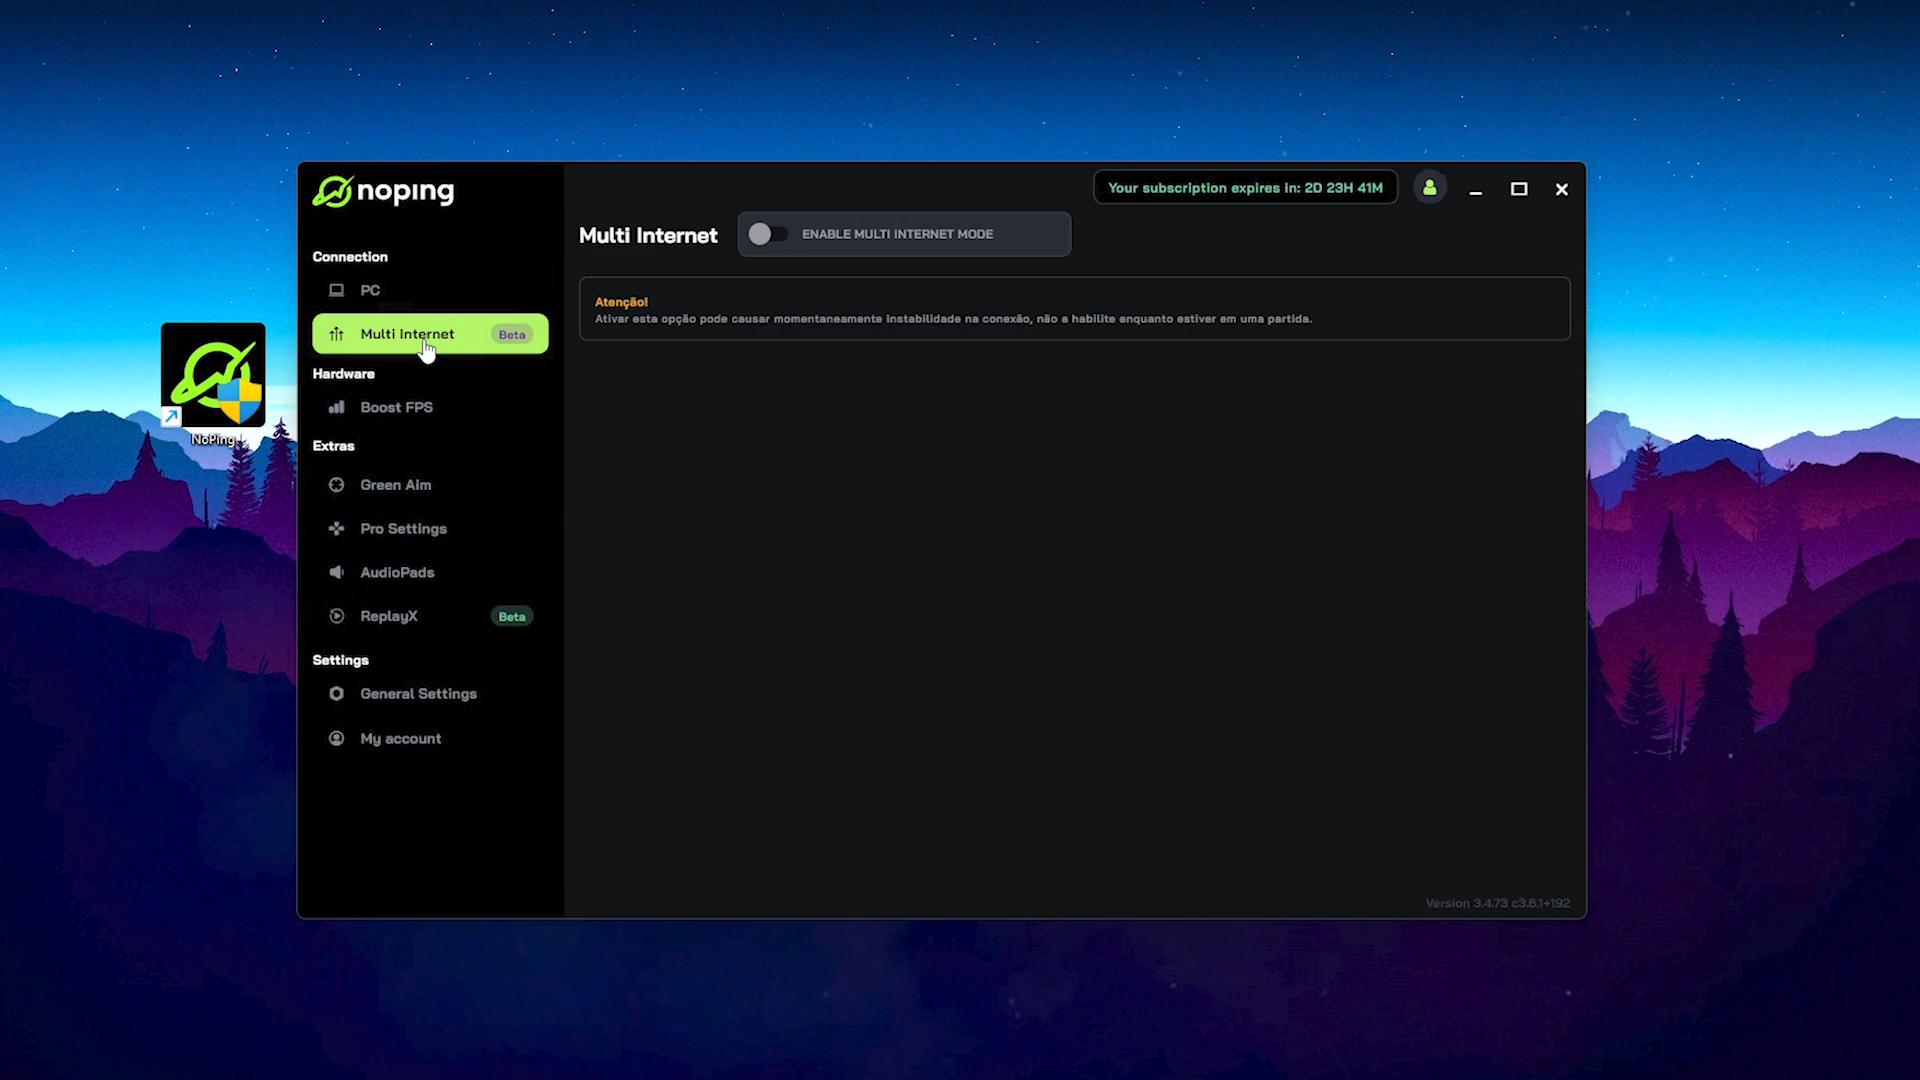 noping
Your subscription expires in: 2D 23H 41M
Multi Internet
ENABLE MULTI INTERNET MODE
Atenção!
Ativar esta opção pode causar momentaneamente instabilidade na conexão, não a habilite enquanto estiver em uma partida.
Connection
PC
Multi Internet Beta
Hardware
Boost FPS
Extras
Green Aim
Pro Settings
AudioPads
ReplayX Beta
Settings
General Settings
My account
NoPing
Version 3.4.73 c3.6.1+192